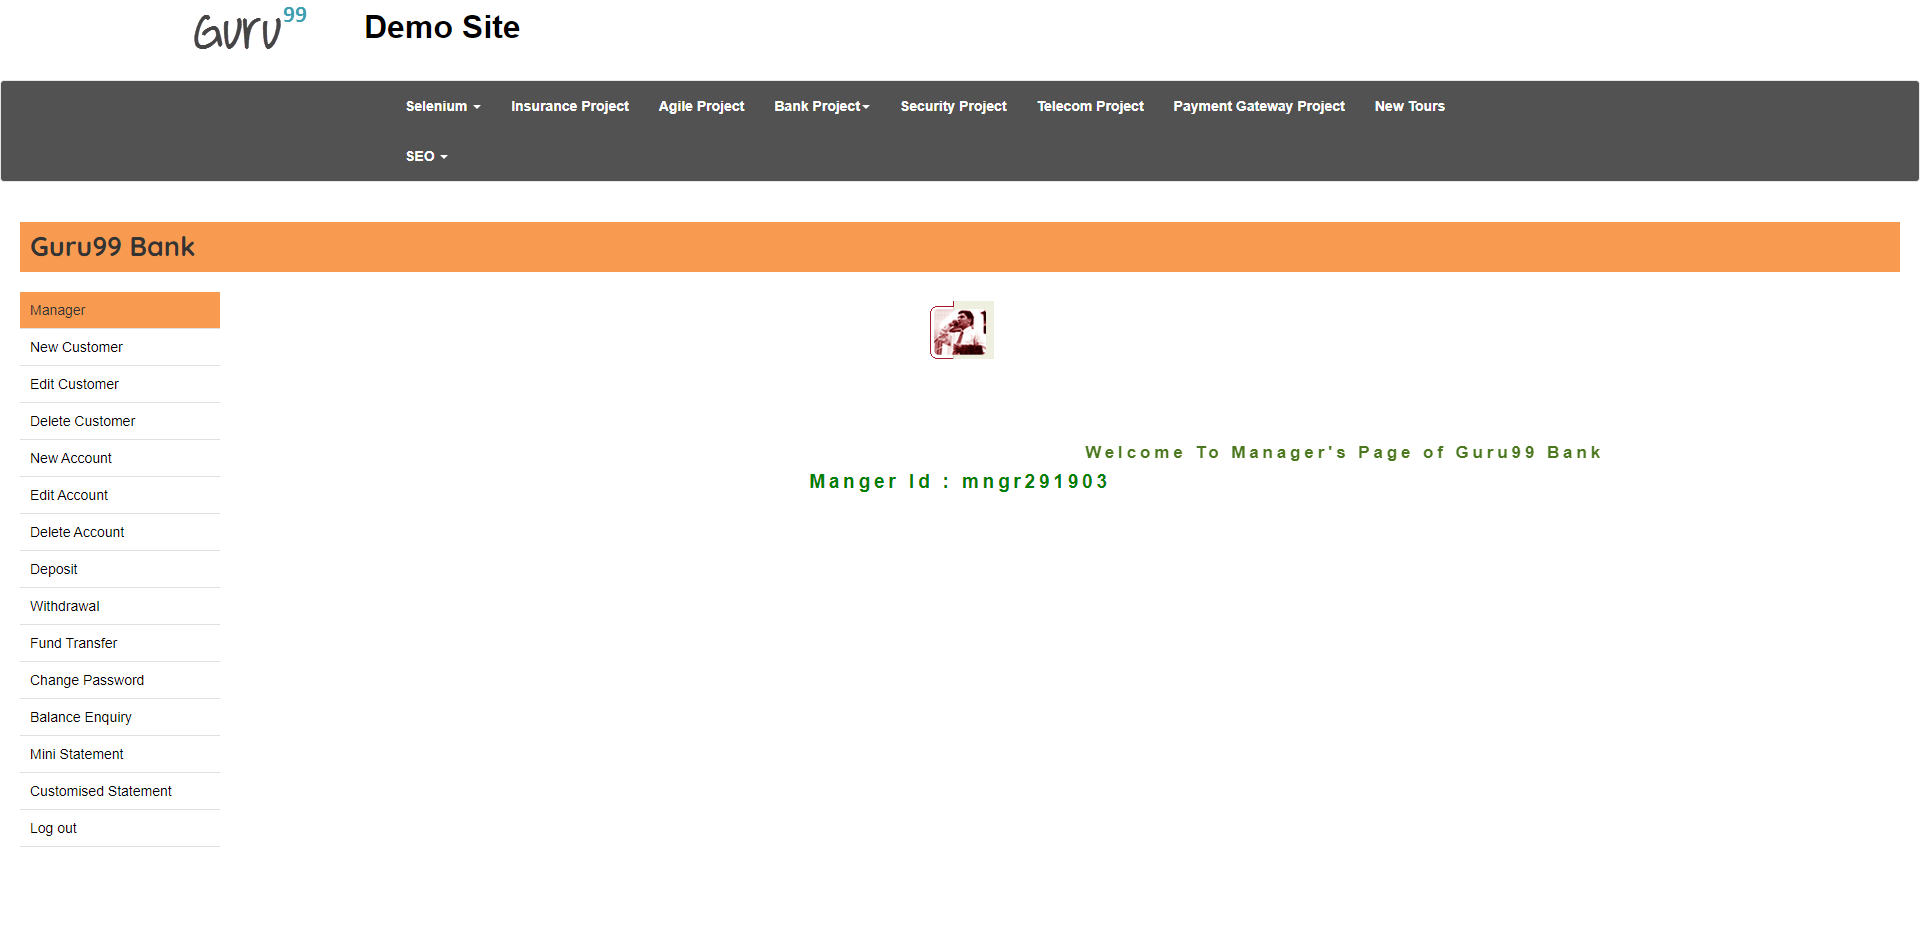 Guru99
Demo Site
Selenium Insurance Project Agile Project Bank Project Security Project Telecom Project Payment Gateway Project New Tours
SEO
Guru99 Bank
Manager
New Customer
Edit Customer
Delete Customer
New Account
Edit Account
Delete Account
Deposit
Withdrawal
Fund Transfer
Change Password
Balance Enquiry
Mini Statement
Customised Statement
Log out
Welcome To Manager's Page of Guru99 Bank
Manger Id : mngr291903